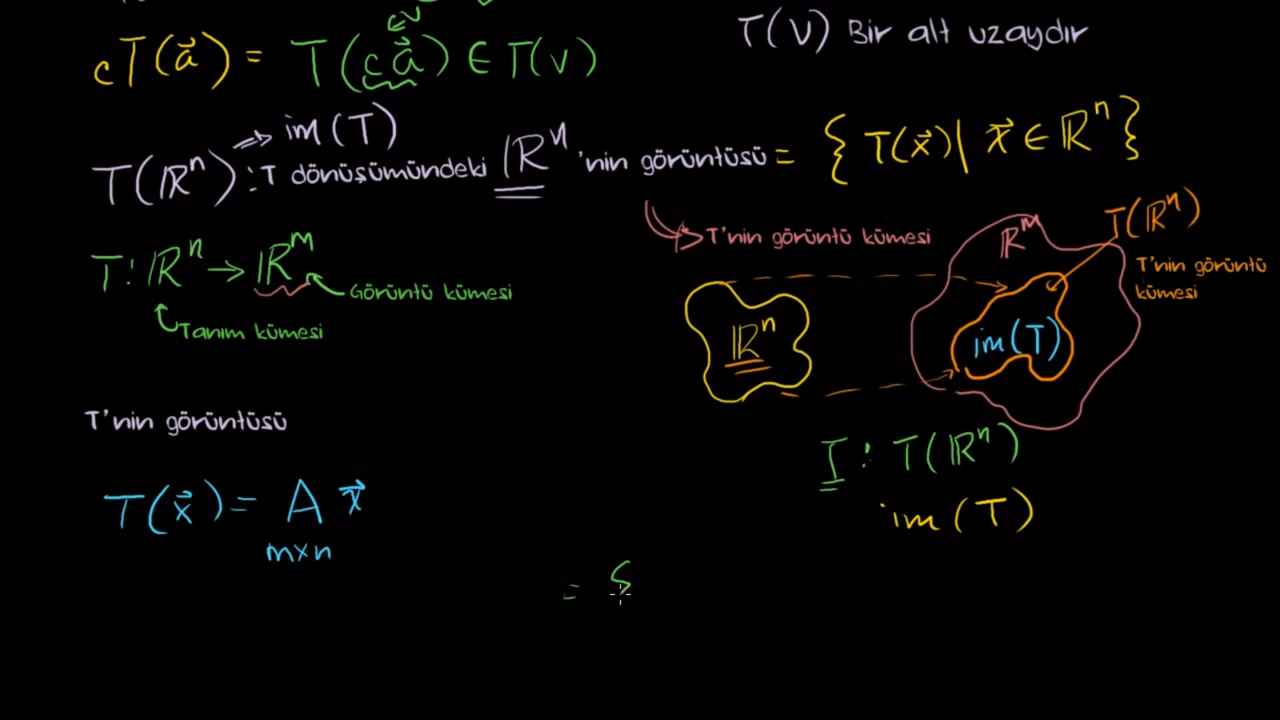 ∈V
cT(a⃗) = T(ca⃗) ∈ T(V)
T(V) Bir alt uzaydır
⇒ im(T)
T(ℝⁿ) : T dönüşümündeki ℝⁿ 'nin görüntüsü = { T(x⃗) | x⃗ ∈ ℝⁿ }
T'nin görüntü kümesi
T : ℝⁿ → ℝᵐ
Görüntü kümesi
Tanım kümesi
ℝⁿ
ℝᵐ
T(ℝⁿ)
T'nin görüntü
kümesi
im(T)
T'nin görüntüsü
I : T(ℝⁿ)
im(T)
T(x⃗) = A x⃗
m×n
=